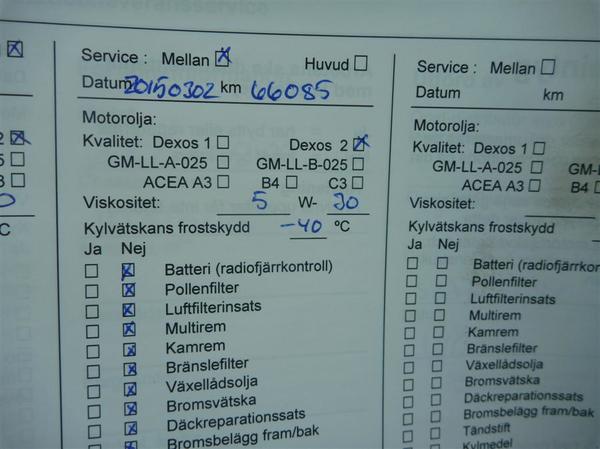 Service : Mellan ☒ Huvud ☐
Datum 20150302 km 66085
Motorolja:
Kvalitet: Dexos 1 ☐ Dexos 2 ☒
GM-LL-A-025 ☐ GM-LL-B-025 ☐
ACEA A3 ☐ B4 ☐ C3 ☐
Viskositet: 5 W- 30
Kylvätskans frostskydd -40 ºC
Ja Nej
☐ ☒ Batteri (radiofjärrkontroll)
☐ ☒ Pollenfilter
☐ ☒ Luftfilterinsats
☐ ☒ Multirem
☐ ☒ Kamrem
☐ ☒ Bränslefilter
☐ ☒ Växellådsolja
☐ ☒ Bromsvätska
☐ ☒ Däckreparationssats
☐ ☒ Bromsbelägg fram/bak
Service : Mellan ☐
Datum km
Motorolja:
Kvalitet: Dexos 1 ☐
GM-LL-A-025 ☐
ACEA A3 ☐ B4
Viskositet:
Kylvätskans frostskydd
Ja Nej
☐ ☐ Batteri (radiofjärrkon
☐ ☐ Pollenfilter
☐ ☐ Luftfilterinsats
☐ ☐ Multirem
☐ ☐ Kamrem
☐ ☐ Bränslefilter
☐ ☐ Växellådsolja
☐ ☐ Bromsvätska
☐ ☐ Däckreparationssats
☐ ☐ Bromsbelägg fram/bak
☐ ☐ Tändstift
☐ ☐ Kylmedel